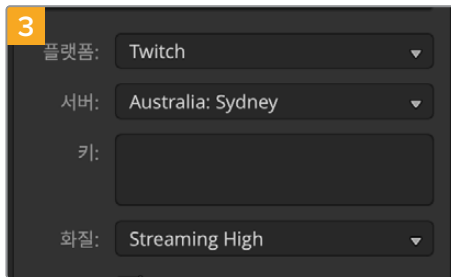 3
플랫폼: Twitch
서버: Australia: Sydney
키:
화질: Streaming High